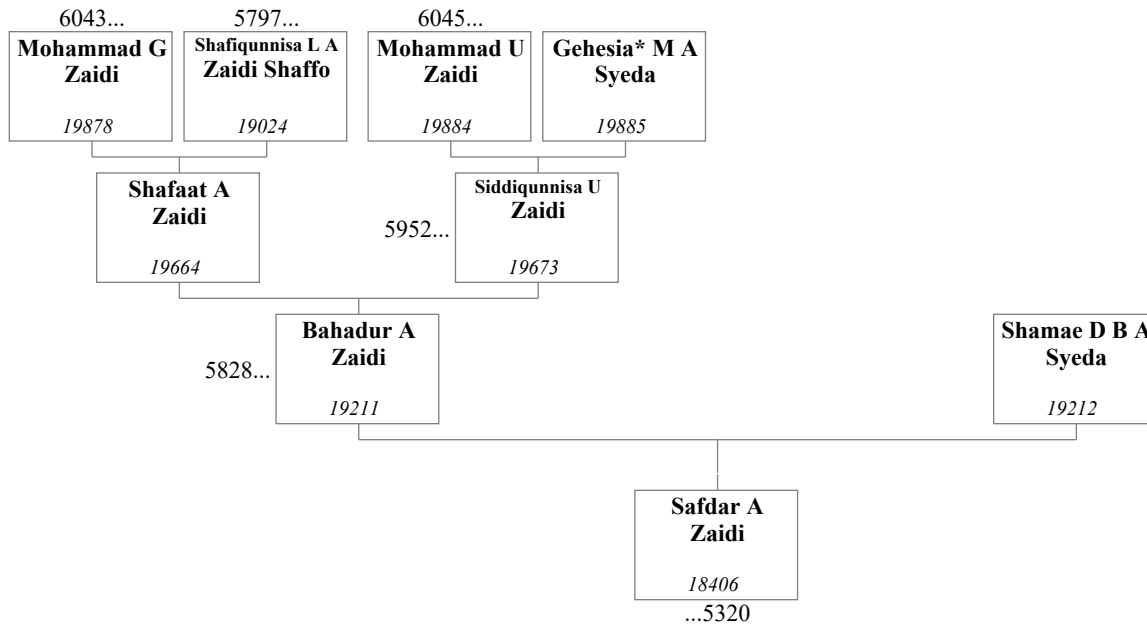 6043...
5797...
6045...
Mohammad G
Zaidi
19878
Shafiqunnisa L A
Zaidi Shaffo
19024
Mohammad U
Zaidi
19884
Gehesia* M A
Syeda
19885
Shafaat A
Zaidi
19664
5952...
Siddiqunnisa U
Zaidi
19673
5828...
Bahadur A
Zaidi
19211
Shamae D B A
Syeda
19212
Safdar A
Zaidi
18406
...5320